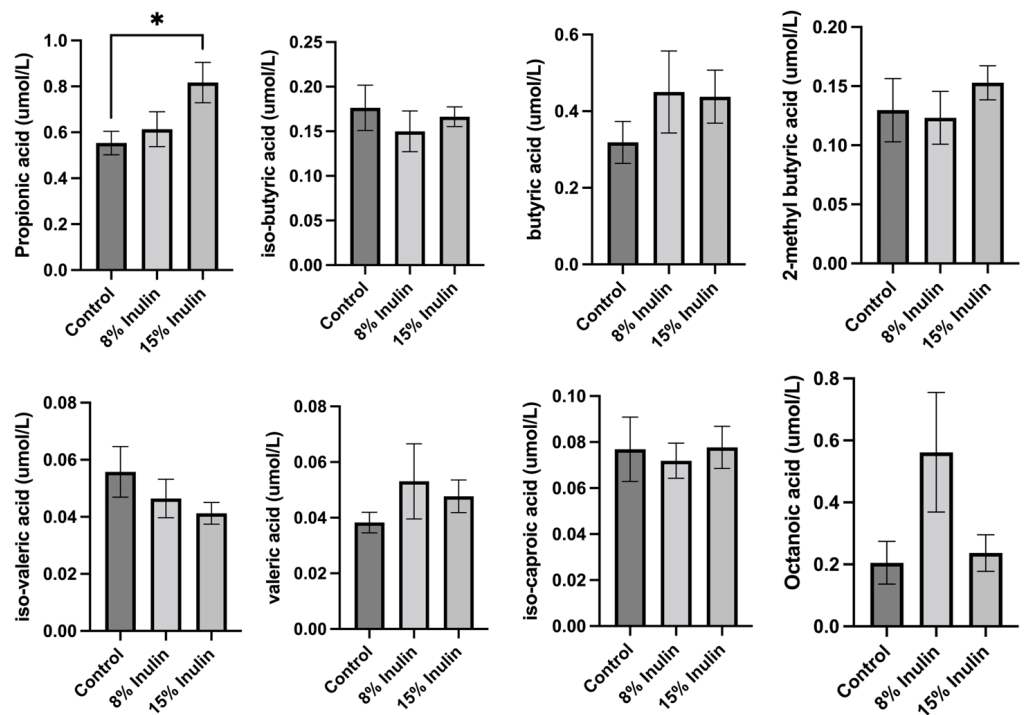 *
Propionic acid (umol/L)
1.0
0.8
0.6
0.4
0.2
0.0
Control
8% Inulin
15% Inulin
iso-butyric acid (umol/L)
0.25
0.20
0.15
0.10
0.05
0.00
Control
8% Inulin
15% Inulin
butyric acid (umol/L)
0.6
0.4
0.2
0.0
Control
8% Inulin
15% Inulin
2-methyl butyric acid (umol/L)
0.20
0.15
0.10
0.05
0.00
Control
8% Inulin
15% Inulin
iso-valeric acid (umol/L)
0.08
0.06
0.04
0.02
0.00
Control
8% Inulin
15% Inulin
valeric acid (umol/L)
0.08
0.06
0.04
0.02
0.00
Control
8% Inulin
15% Inulin
iso-caproic acid (umol/L)
0.10
0.08
0.06
0.04
0.02
0.00
Control
8% Inulin
15% Inulin
Octanoic acid (umol/L)
0.8
0.6
0.4
0.2
0.0
Control
8% Inulin
15% Inulin